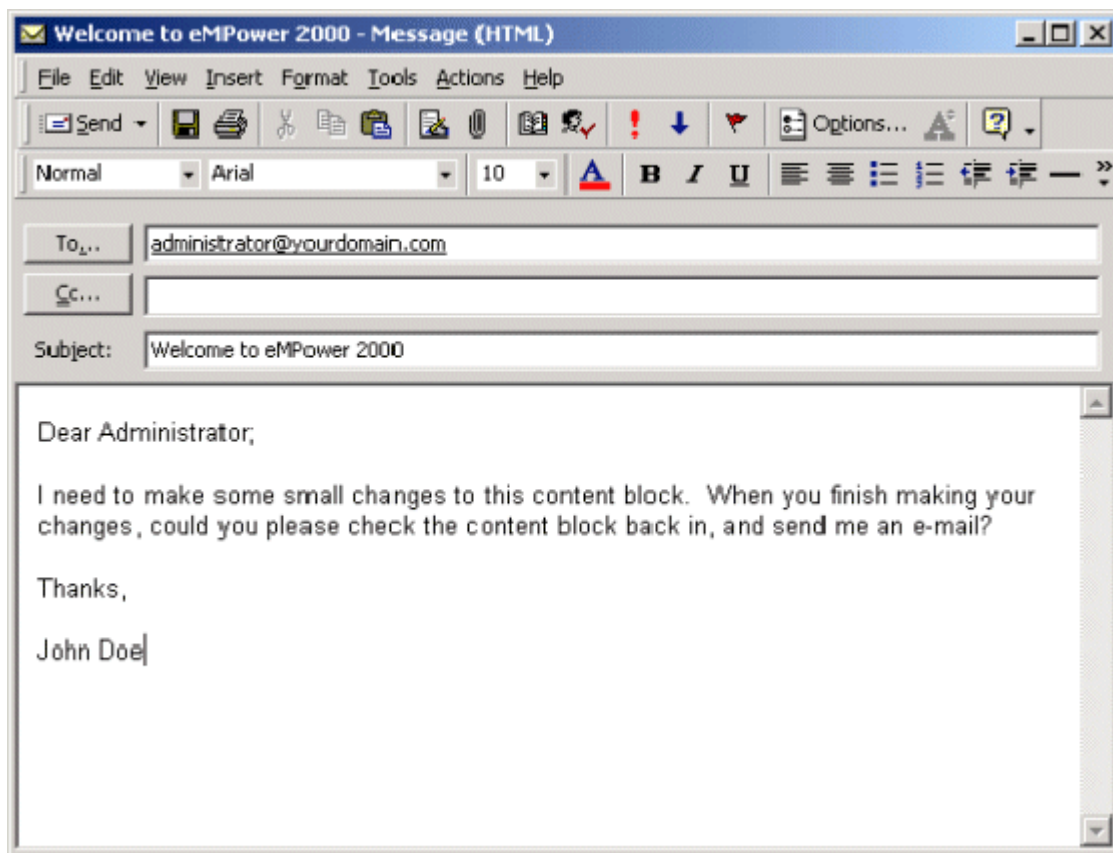 Welcome to eMPower 2000 - Message (HTML)
File Edit View Insert Format Tools Actions Help
Send Options...
Normal Arial 10 A B I U
To... administrator@yourdomain.com
Cc...
Subject: Welcome to eMPower 2000
Dear Administrator;
I need to make some small changes to this content block. When you finish making your
changes, could you please check the content block back in, and send me an e-mail?
Thanks,
John Doe